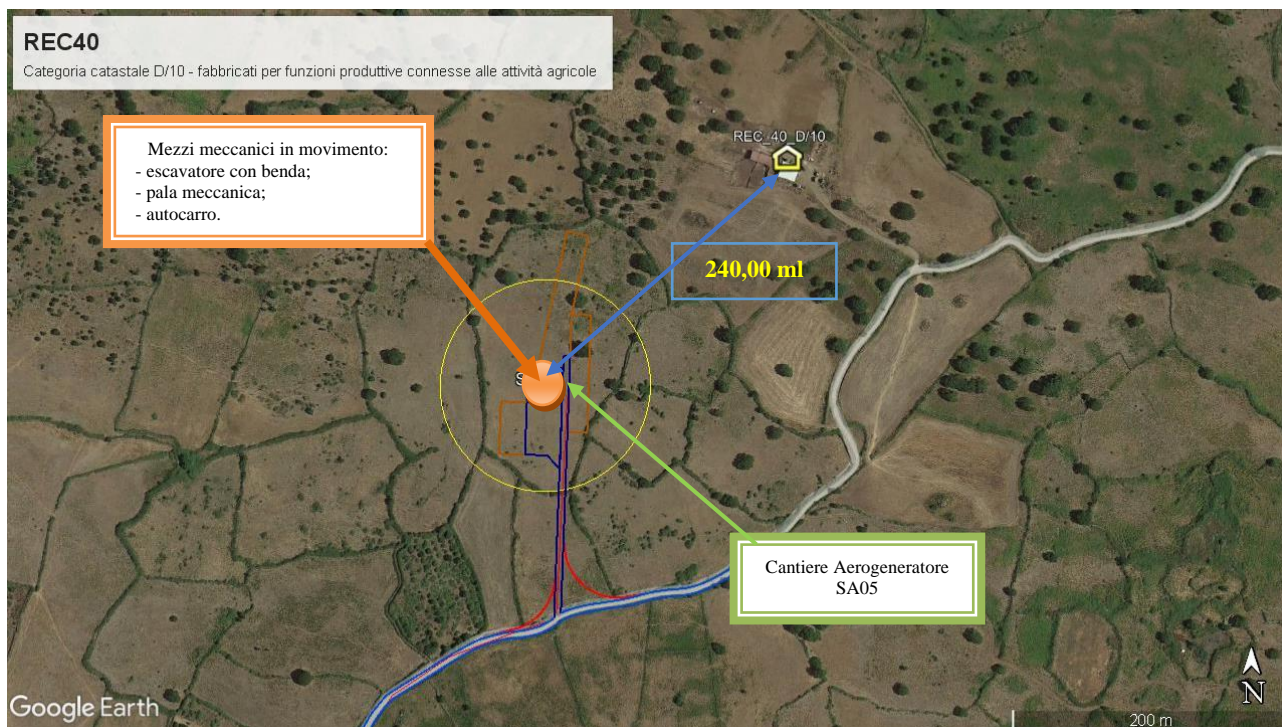 REC40
Categoria catastale D/10 - fabbricati per funzioni produttive connesse alle attività agricole
Mezzi meccanici in movimento:
- escavatore con benda;
- pala meccanica;
- autocarro.
REC_40_D/10
240,00 ml
S
Cantiere Aerogeneratore
SA05
N
Google Earth
200 m